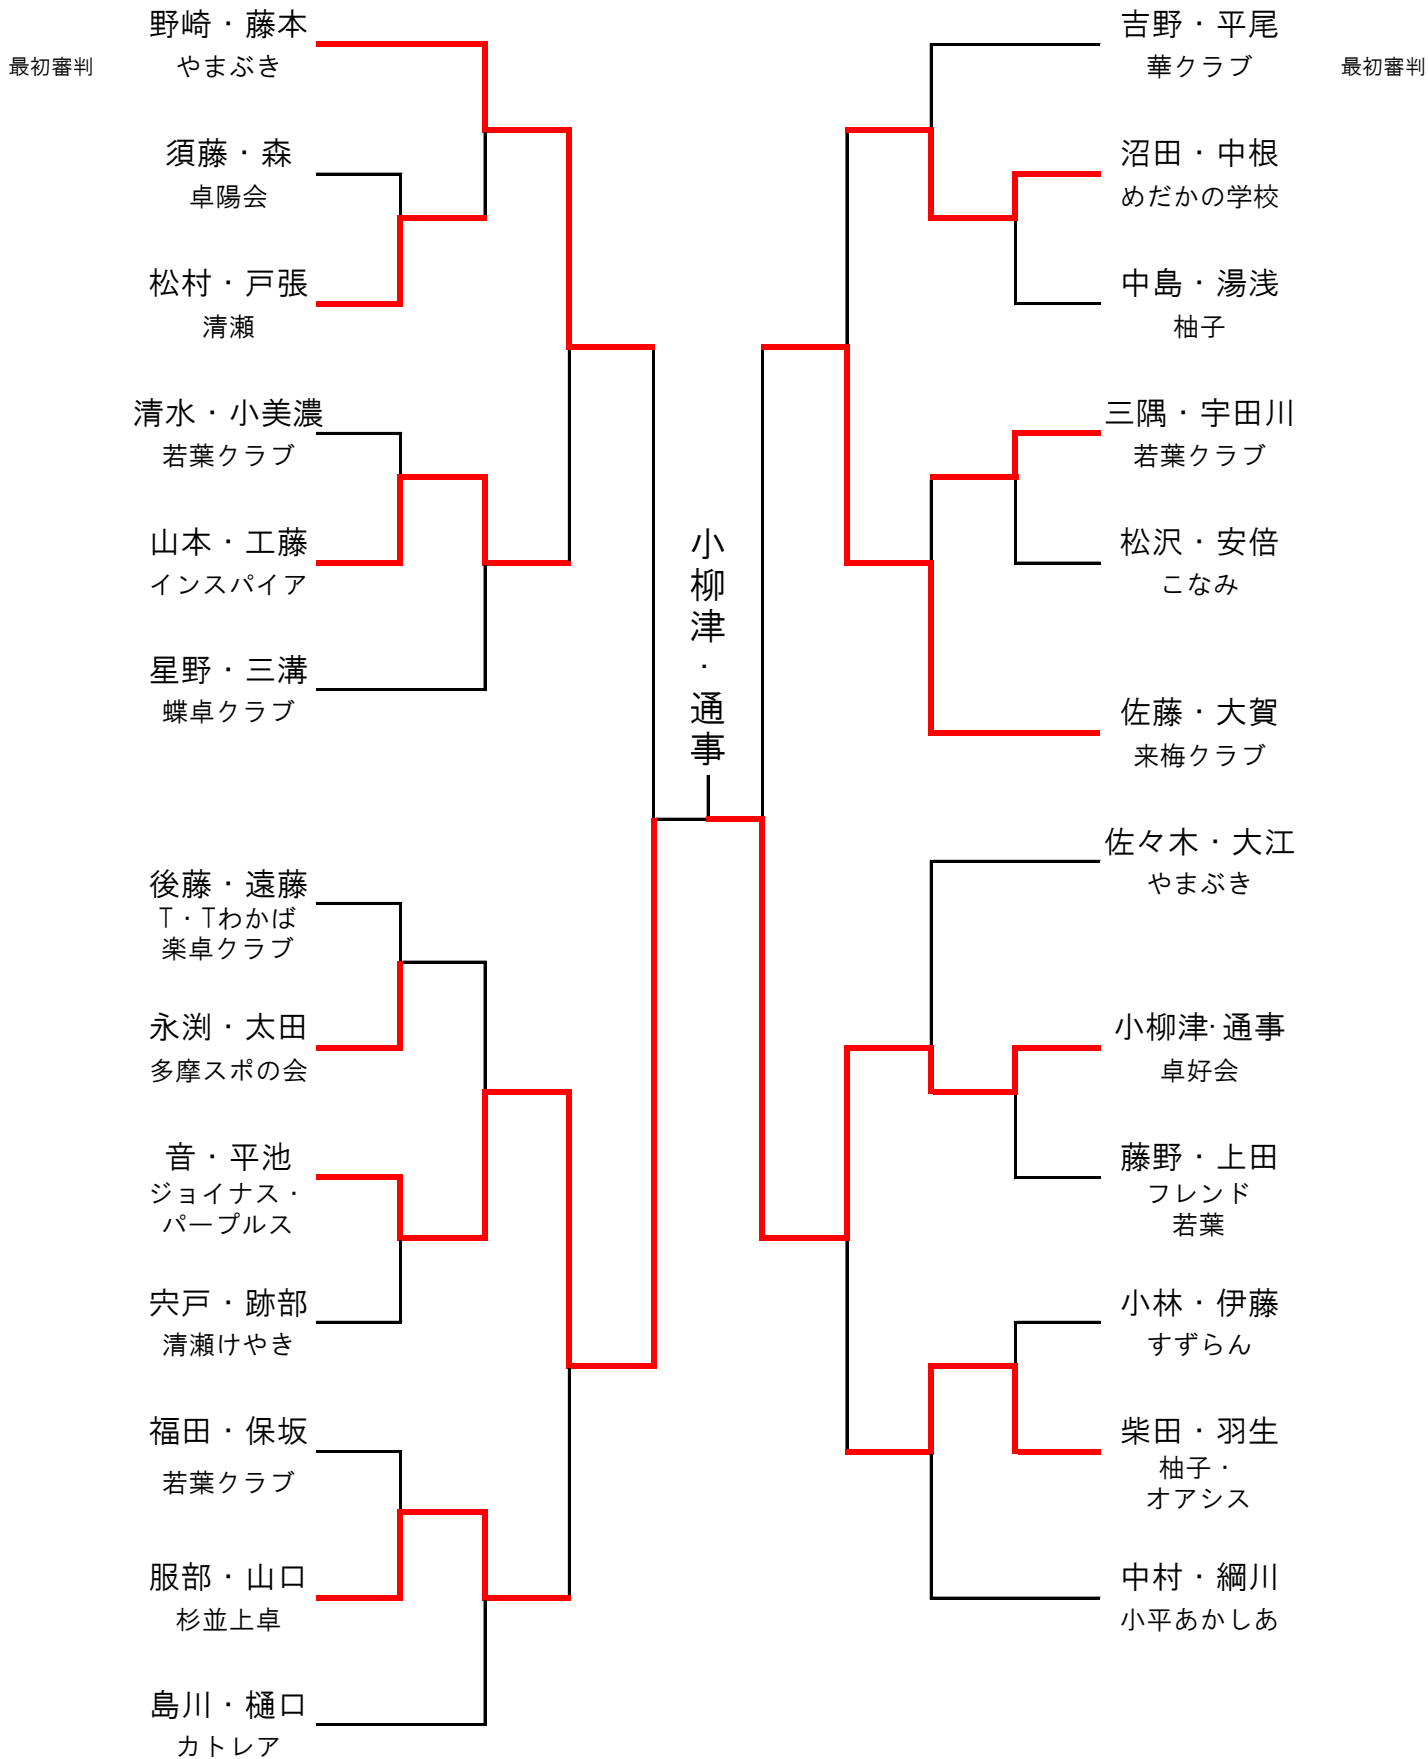 最初審判
野崎・藤本
やまぶき
須藤・森
卓陽会
松村・戸張
清瀬
清水・小美濃
若葉クラブ
山本・工藤
インスパイア
星野・三溝
蝶卓クラブ
後藤・遠藤
T・Tわかば
楽卓クラブ
永渕・太田
多摩スポの会
音・平池
ジョイナス・
パープルス
宍戸・跡部
清瀬けやき
福田・保坂
若葉クラブ
服部・山口
杉並上卓
島川・樋口
カトレア
小柳津・通事
吉野・平尾
華クラブ
最初審判
沼田・中根
めだかの学校
中島・湯浅
柚子
三隅・宇田川
若葉クラブ
松沢・安倍
こなみ
佐藤・大賀
来梅クラブ
佐々木・大江
やまぶき
小柳津・通事
卓好会
藤野・上田
フレンド
若葉
小林・伊藤
すずらん
柴田・羽生
柚子・
オアシス
中村・綱川
小平あかしあ